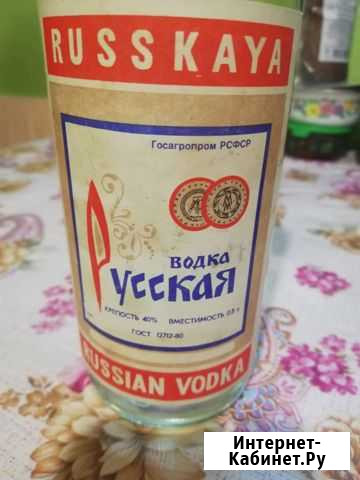 RUSSKAYA
Госагропром РСФСР
водка
Русская
КРЕПОСТЬ 40% ВМЕСТИМОСТЬ 0,5 л
ГОСТ 12712-80
RUSSIAN VODKA
Интернет-
Кабинет.Ру